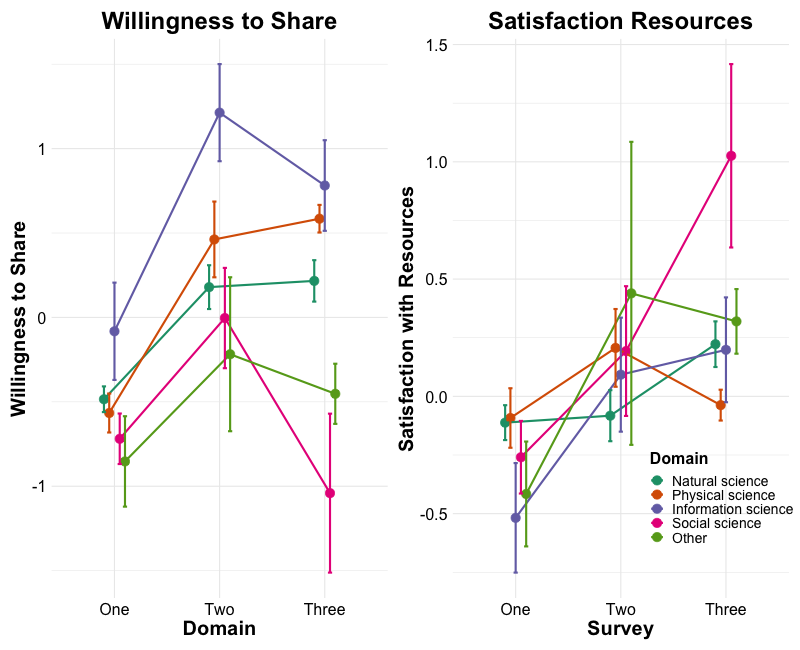 Willingness to Share
Satisfaction Resources
Willingness to Share
1
0
-1
One
Two
Three
Domain
Satisfaction with Resources
1.5
1.0
0.5
0.0
-0.5
Domain
Natural science
Physical science
Information science
Social science
Other
One
Two
Three
Survey